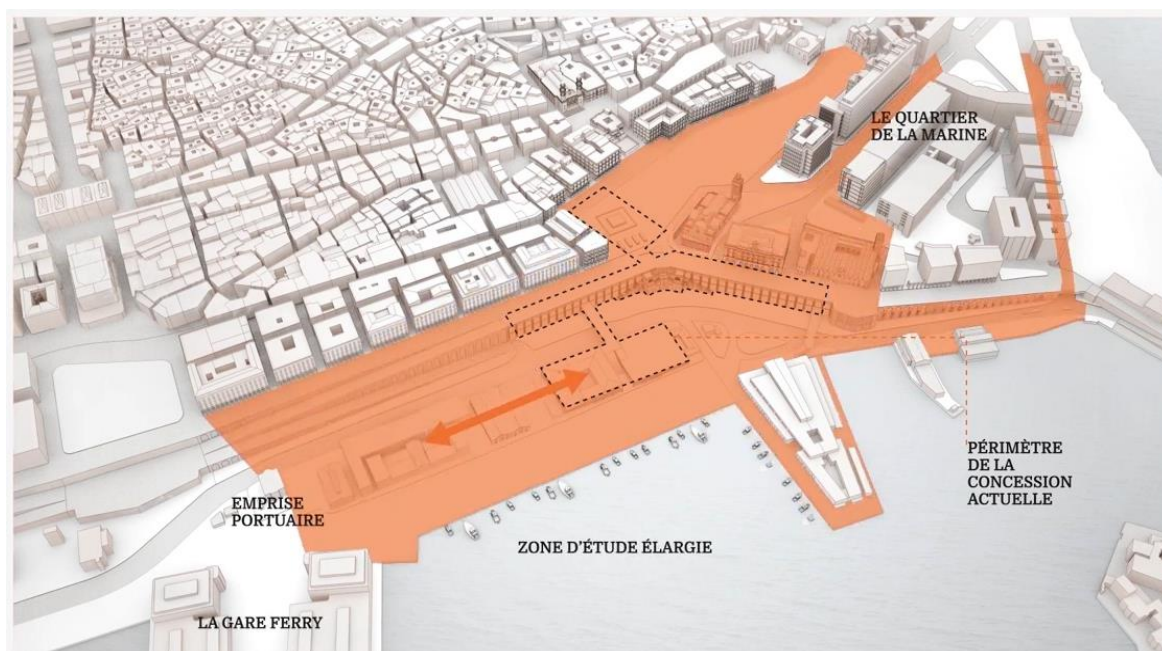 LE QUARTIER
DE LA MARINE
PÉRIMÈTRE
DE LA
CONCESSION
ACTUELLE
EMPRISE
PORTUAIRE
ZONE D'ÉTUDE ÉLARGIE
LA GARE FERRY